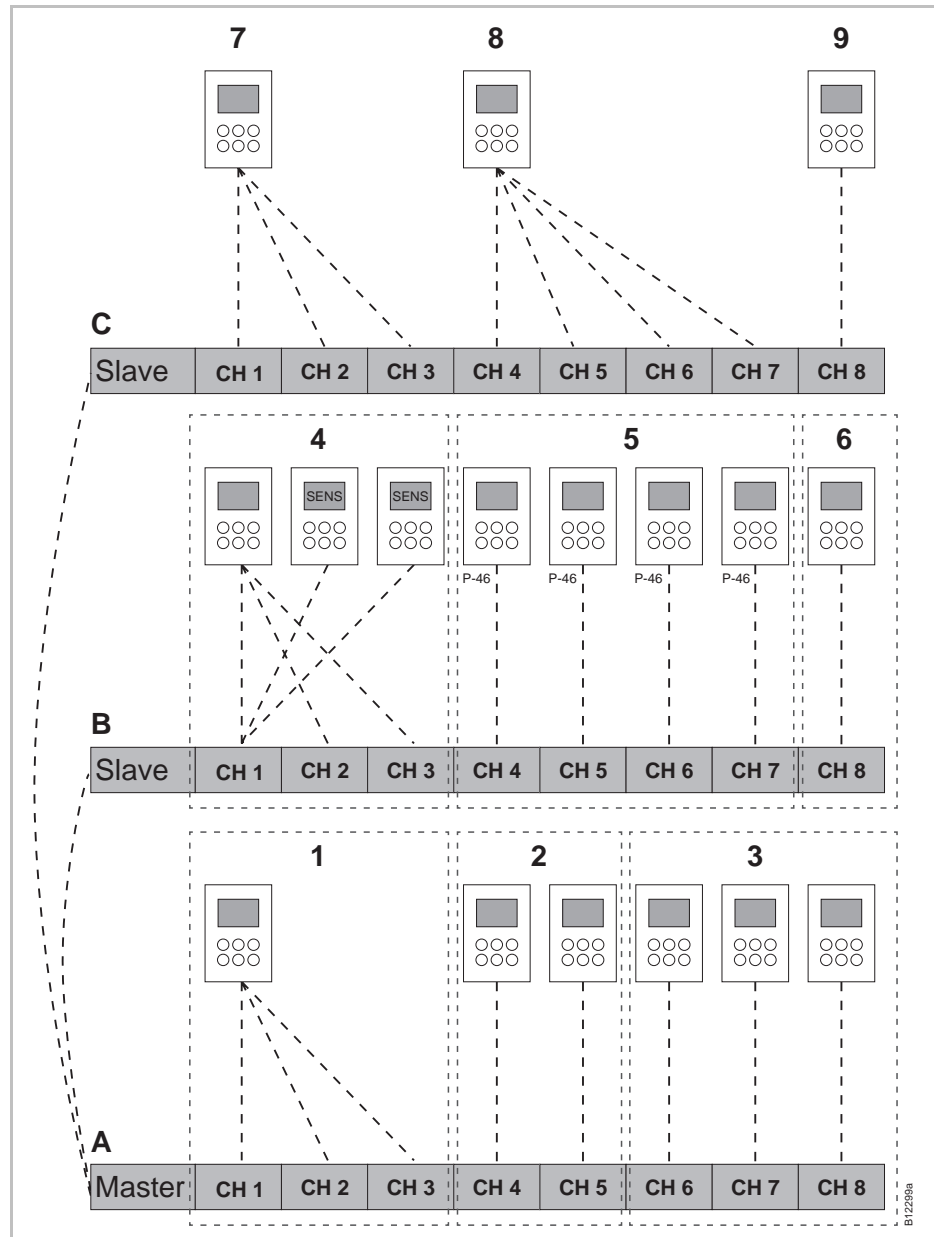 7 8 9
C
Slave CH 1 CH 2 CH 3 CH 4 CH 5 CH 6 CH 7 CH 8
4 5 6
SENS SENS
P-46 P-46 P-46 P-46
B
Slave CH 1 CH 2 CH 3 CH 4 CH 5 CH 6 CH 7 CH 8
1 2 3
A
Master CH 1 CH 2 CH 3 CH 4 CH 5 CH 6 CH 7 CH 8
B12299a